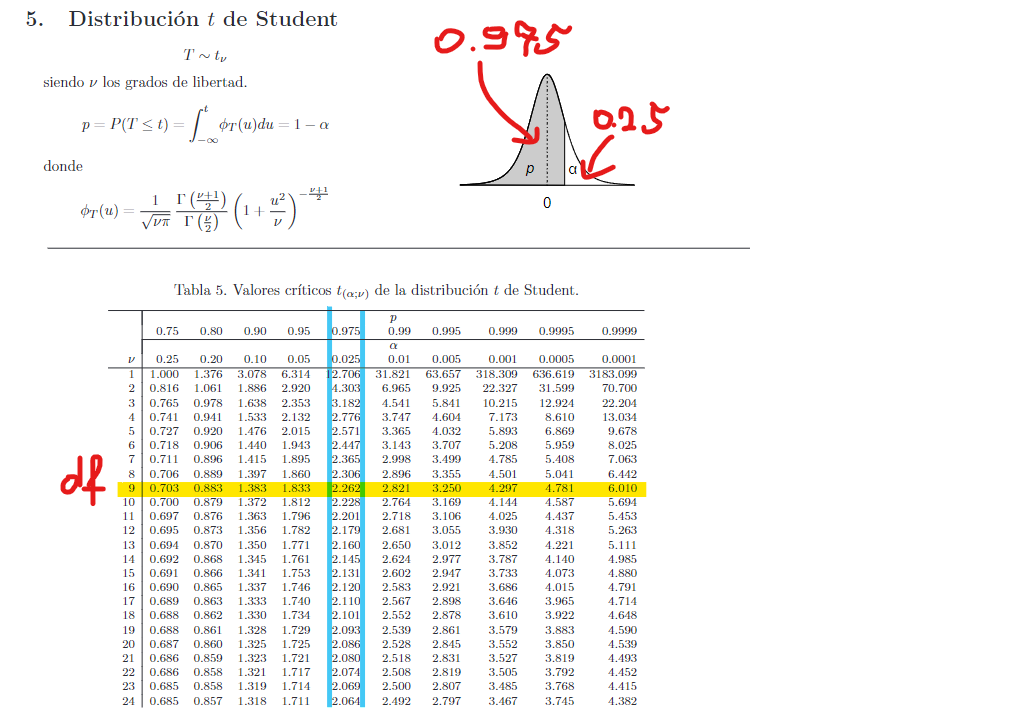 5. Distribución t de Student
T ∼ tν
siendo ν los grados de libertad.
p = P(T ≤ t) = ∫_{−∞}^{t} ϕT(u)du = 1 − α
donde
ϕT(u) = \frac{1}{\sqrt{νπ}} \frac{Γ(\frac{ν+1}{2})}{Γ(\frac{ν}{2})} (1 + \frac{u^2}{ν})^{−\frac{ν+1}{2}}
0.975
0.25
p α
0
Tabla 5. Valores críticos t(α;ν) de la distribución t de Student.
p
0.75 0.80 0.90 0.95 0.975 0.99 0.995 0.999 0.9995 0.9999
α
ν 0.25 0.20 0.10 0.05 0.025 0.01 0.005 0.001 0.0005 0.0001
1 1.000 1.376 3.078 6.314 12.706 31.821 63.657 318.309 636.619 3183.099
2 0.816 1.061 1.886 2.920 4.303 6.965 9.925 22.327 31.599 70.700
3 0.765 0.978 1.638 2.353 3.182 4.541 5.841 10.215 12.924 22.204
4 0.741 0.941 1.533 2.132 2.776 3.747 4.604 7.173 8.610 13.034
5 0.727 0.920 1.476 2.015 2.571 3.365 4.032 5.893 6.869 9.678
6 0.718 0.906 1.440 1.943 2.447 3.143 3.707 5.208 5.959 8.025
7 0.711 0.896 1.415 1.895 2.365 2.998 3.499 4.785 5.408 7.063
8 0.706 0.889 1.397 1.860 2.306 2.896 3.355 4.501 5.041 6.442
df
9 0.703 0.883 1.383 1.833 2.262 2.821 3.250 4.297 4.781 6.010
10 0.700 0.879 1.372 1.812 2.228 2.764 3.169 4.144 4.587 5.694
11 0.697 0.876 1.363 1.796 2.201 2.718 3.106 4.025 4.437 5.453
12 0.695 0.873 1.356 1.782 2.179 2.681 3.055 3.930 4.318 5.263
13 0.694 0.870 1.350 1.771 2.160 2.650 3.012 3.852 4.221 5.111
14 0.692 0.868 1.345 1.761 2.145 2.624 2.977 3.787 4.140 4.985
15 0.691 0.866 1.341 1.753 2.131 2.602 2.947 3.733 4.073 4.880
16 0.690 0.865 1.337 1.746 2.120 2.583 2.921 3.686 4.015 4.791
17 0.689 0.863 1.333 1.740 2.110 2.567 2.898 3.646 3.965 4.714
18 0.688 0.862 1.330 1.734 2.101 2.552 2.878 3.610 3.922 4.648
19 0.688 0.861 1.328 1.729 2.093 2.539 2.861 3.579 3.883 4.590
20 0.687 0.860 1.325 1.725 2.086 2.528 2.845 3.552 3.850 4.539
21 0.686 0.859 1.323 1.721 2.080 2.518 2.831 3.527 3.819 4.493
22 0.686 0.858 1.321 1.717 2.074 2.508 2.819 3.505 3.792 4.452
23 0.685 0.858 1.319 1.714 2.069 2.500 2.807 3.485 3.768 4.415
24 0.685 0.857 1.318 1.711 2.064 2.492 2.797 3.467 3.745 4.382